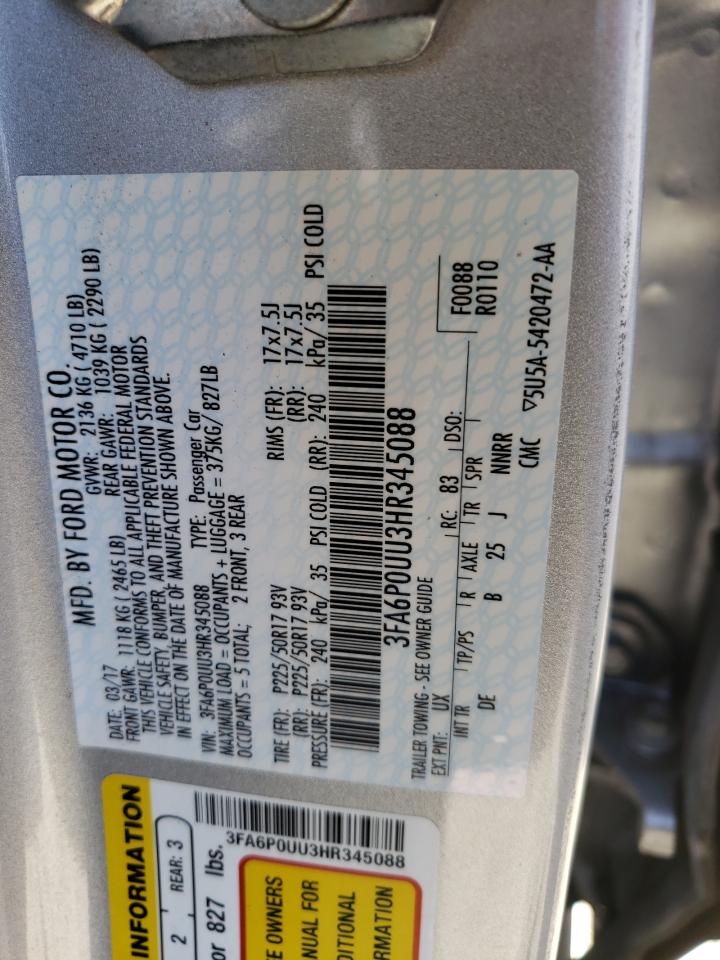 MFD. BY FORD MOTOR CO.
DATE: 03/17 GVWR: 2136 KG ( 4710 LB)
FRONT GAWR: 1118 KG ( 2465 LB) REAR GAWR: 1039 KG ( 2290 LB)
THIS VEHICLE CONFORMS TO ALL APPLICABLE FEDERAL MOTOR
VEHICLE SAFETY, BUMPER, AND THEFT PREVENTION STANDARDS
IN EFFECT ON THE DATE OF MANUFACTURE SHOWN ABOVE.
VIN: 3FA6P0UU3HR345088 TYPE: Passenger Car
MAXIMUM LOAD = OCCUPANTS + LUGGAGE = 375KG/ 827LB
OCCUPANTS = 5 TOTAL; 2 FRONT, 3 REAR
TIRE (FR): P225/50R17 93V RIMS (FR): 17x7.5J
(RR): P225/50R17 93V (RR): 17x7.5J
PRESSURE (FR): 240 kPa/ 35 PSI COLD (RR): 240 kPa/ 35 PSI COLD
3FA6P0UU3HR345088
TRAILER TOWING - SEE OWNER GUIDE
EXT PNT: UX RC: 83 DSO: F0088
INT TR TP/PS R AXLE TR SPR R0110
DE B 25 J NNRR
CMC ▽5U5A-5420472-AA
INFORMATION
2 REAR: 3
or 827 lbs.
3FA6P0UU3HR345088
EE OWNERS
ANUAL FOR
DITIONAL
RMATION